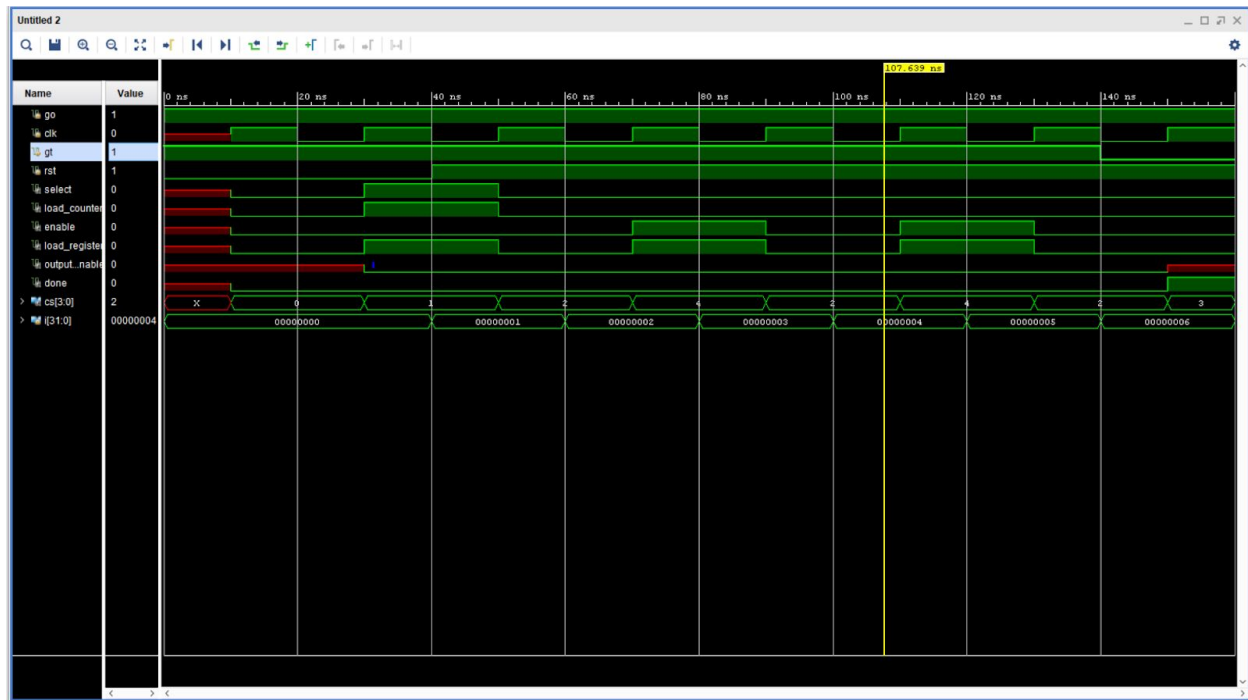 Untitled 2
107.639 ns
Name Value 0 ns 20 ns 40 ns 60 ns 80 ns 100 ns 120 ns 140 ns
go 1
clk 0
gt 1
rst 1
select 0
load_counter 0
enable 0
load_registe 0
output...nable 0
done 0
cs[3:0] 2 X 0 1 2 4 2 4 2 3
i[31:0] 00000004 00000000 00000001 00000002 00000003 00000004 00000005 00000006